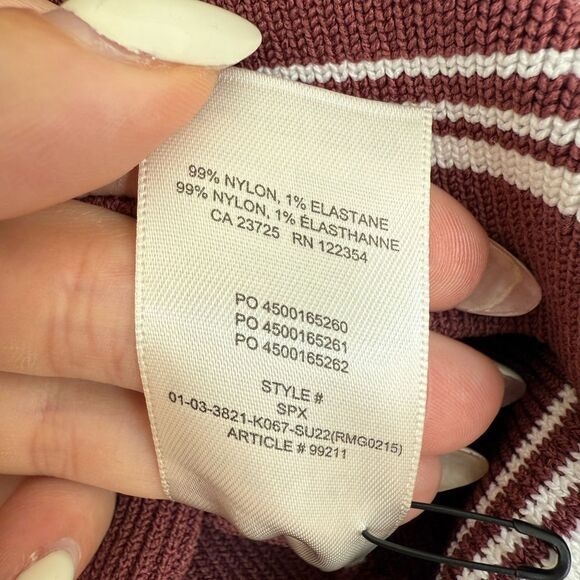 99% NYLON, 1% ELASTANE
99% NYLON, 1% ÉLASTHANNE
CA 23725 RN 122354
PO 4500165260
PO 4500165261
PO 4500165262
STYLE #
SPX
01-03-3821-K067-SU22(RMG0215)
ARTICLE # 99211